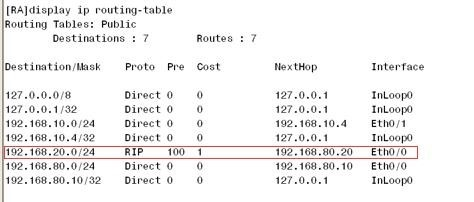 [RA]display ip routing-table
Routing Tables: Public
Destinations : 7 Routes : 7
Destination/Mask Proto Pre Cost NextHop Interface
127.0.0.0/8 Direct 0 0 127.0.0.1 InLoop0
127.0.0.1/32 Direct 0 0 127.0.0.1 InLoop0
192.168.10.0/24 Direct 0 0 192.168.10.4 Eth0/1
192.168.10.4/32 Direct 0 0 127.0.0.1 InLoop0
192.168.20.0/24 RIP 100 1 192.168.80.20 Eth0/0
192.168.80.0/24 Direct 0 0 192.168.80.10 Eth0/0
192.168.80.10/32 Direct 0 0 127.0.0.1 InLoop0